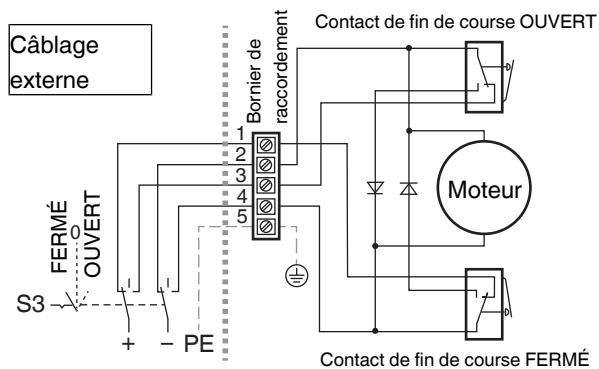 Contact de fin de course OUVERT
Câblage
externe
Bornier de
raccordement
1
2
3
4
5
Moteur
FERMÉ
0
OUVERT
S3
+
–
PE
Contact de fin de course FERMÉ